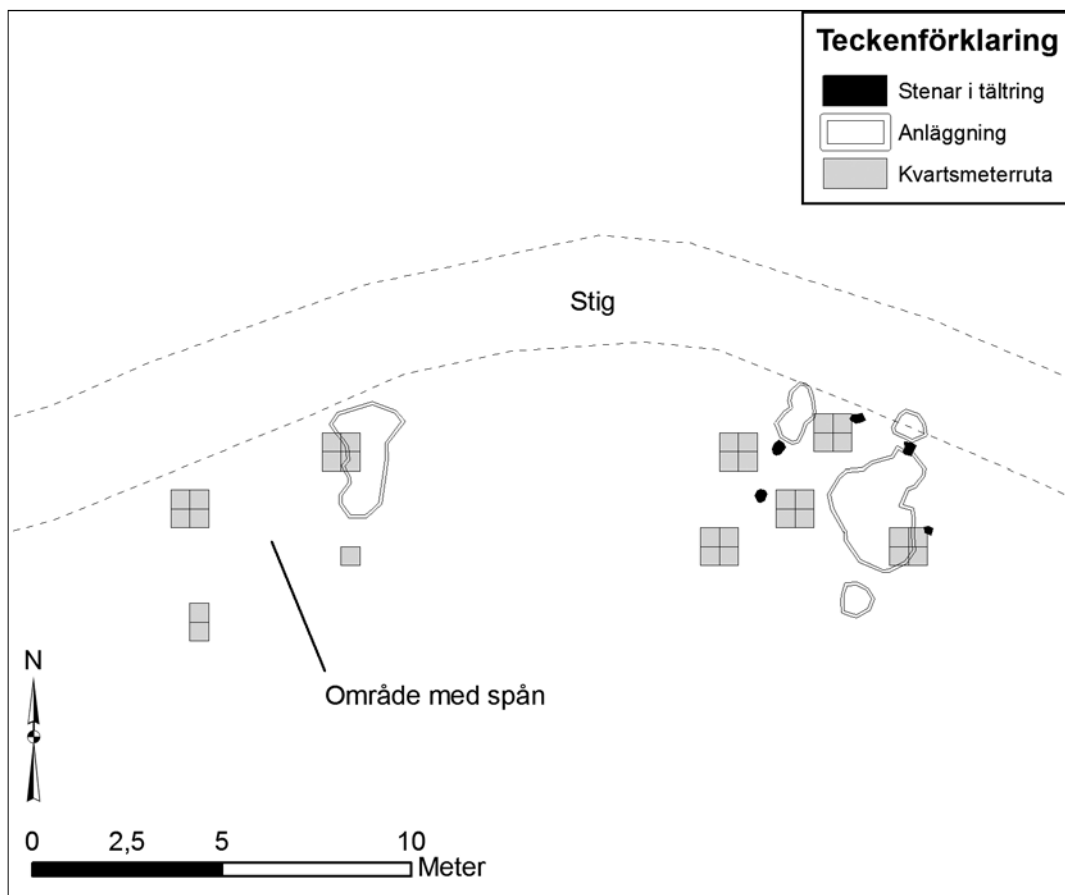 Teckenförklaring
Stenar i tältring
Anläggning
Kvartsmeterruta
Stig
Område med spån
N
0 2,5 5 10
Meter